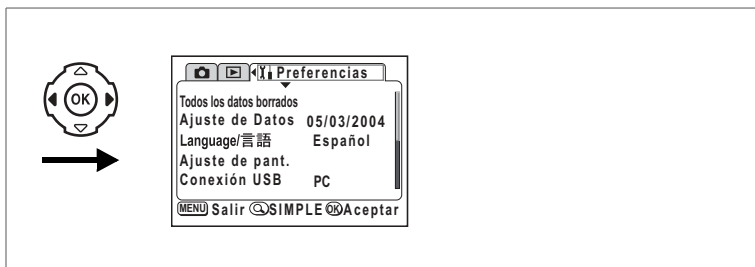 Preferencias
Todos los datos borrados
Ajuste de Datos 05/03/2004
Language/言語 Español
Ajuste de pant.
Conexión USB PC
MENU Salir SIMPLE OK Aceptar
OK